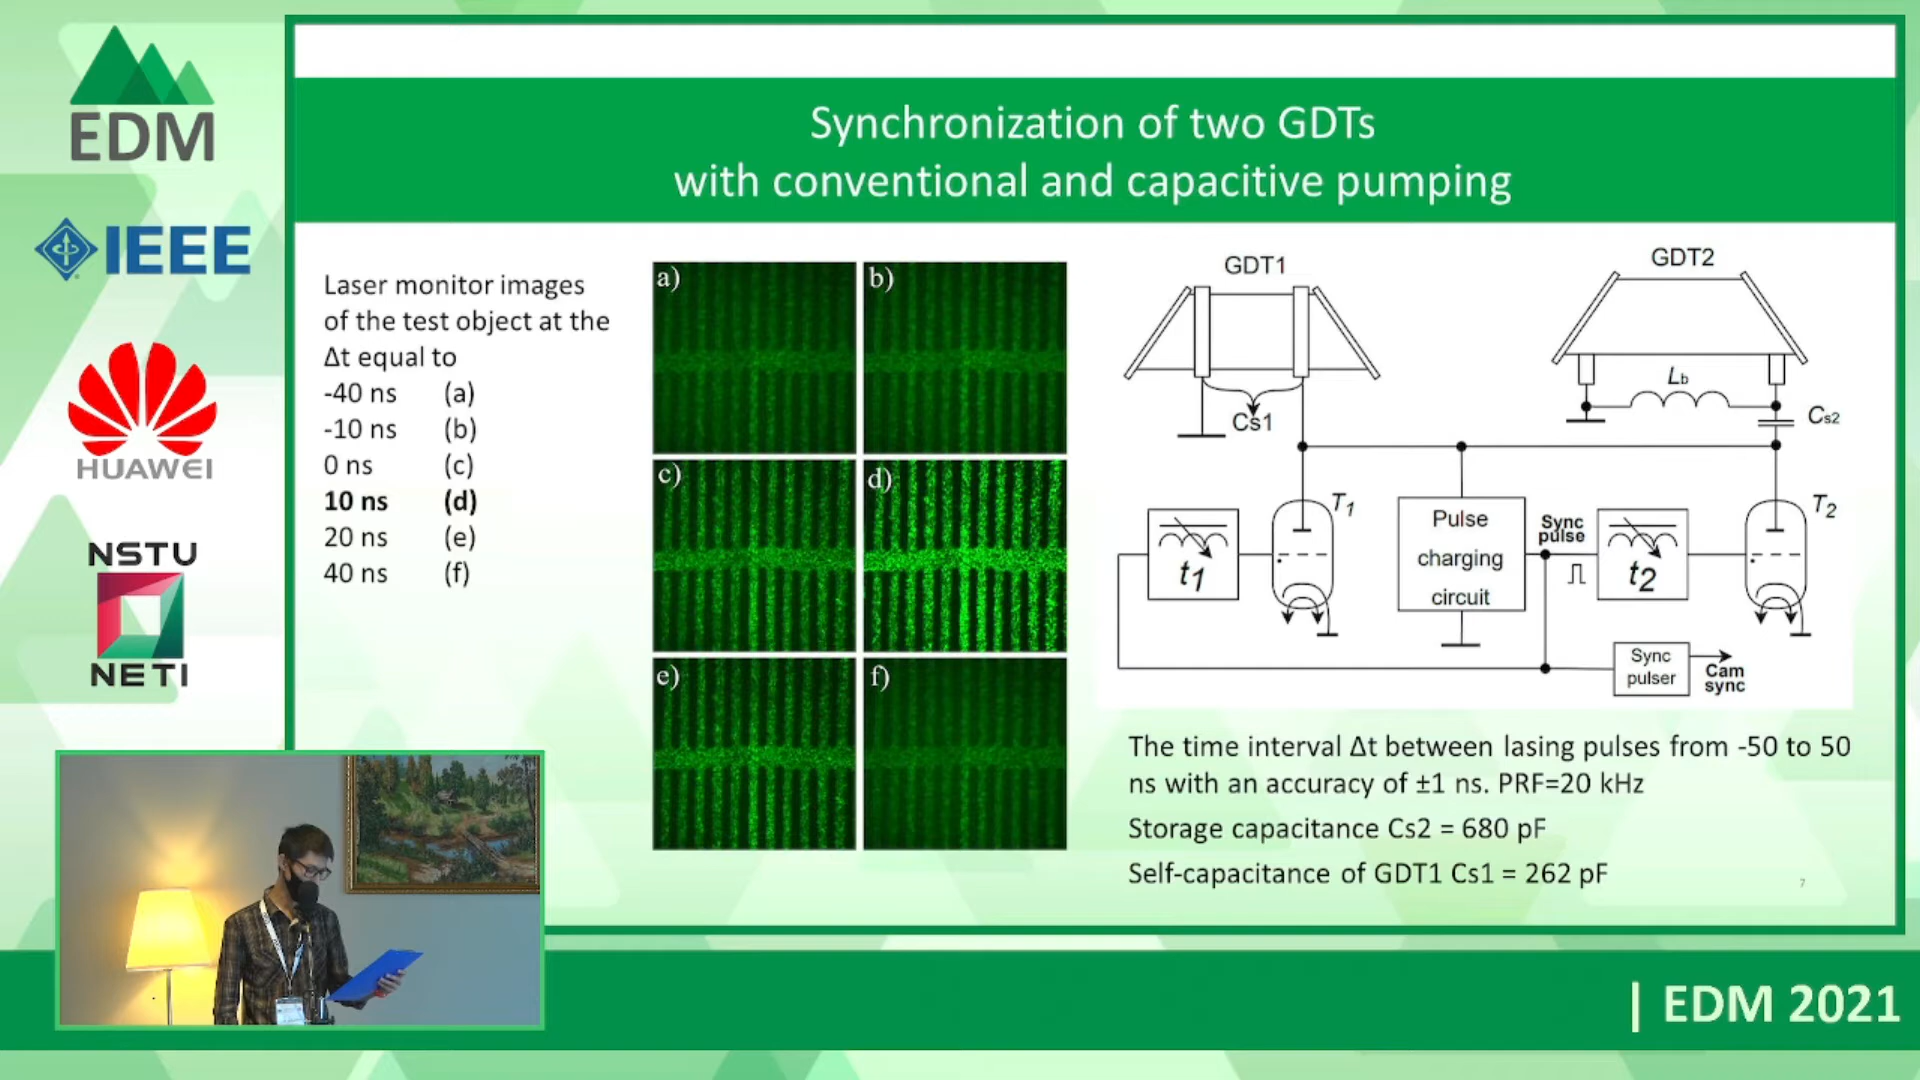 EDM
IEEE
HUAWEI
NSTU
NETI
Synchronization of two GDTs
with conventional and capacitive pumping
Laser monitor images
of the test object at the
Δt equal to
-40 ns (a)
-10 ns (b)
0 ns (c)
10 ns (d)
20 ns (e)
40 ns (f)
a)
b)
c)
d)
e)
f)
GDT1
GDT2
Cs1
Lb
Cs2
T1
T2
t1
Pulse
charging
circuit
Sync
pulse
t2
Sync
pulser
Cam
sync
The time interval Δt between lasing pulses from -50 to 50
ns with an accuracy of ±1 ns. PRF=20 kHz
Storage capacitance Cs2 = 680 pF
Self-capacitance of GDT1 Cs1 = 262 pF
7
| EDM 2021